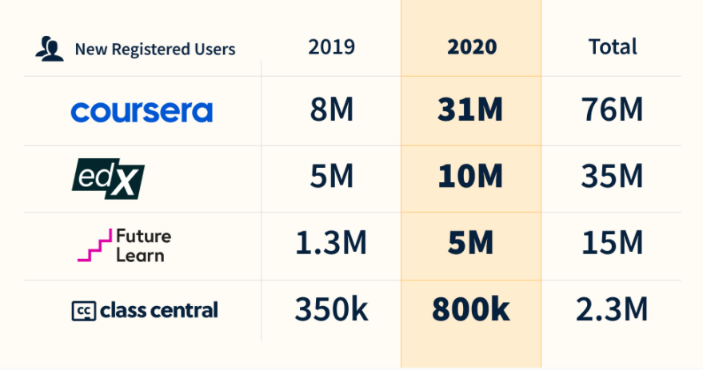 New Registered Users 2019 2020 Total
coursera 8M 31M 76M
edX 5M 10M 35M
Future
Learn 1.3M 5M 15M
cc class central 350k 800k 2.3M